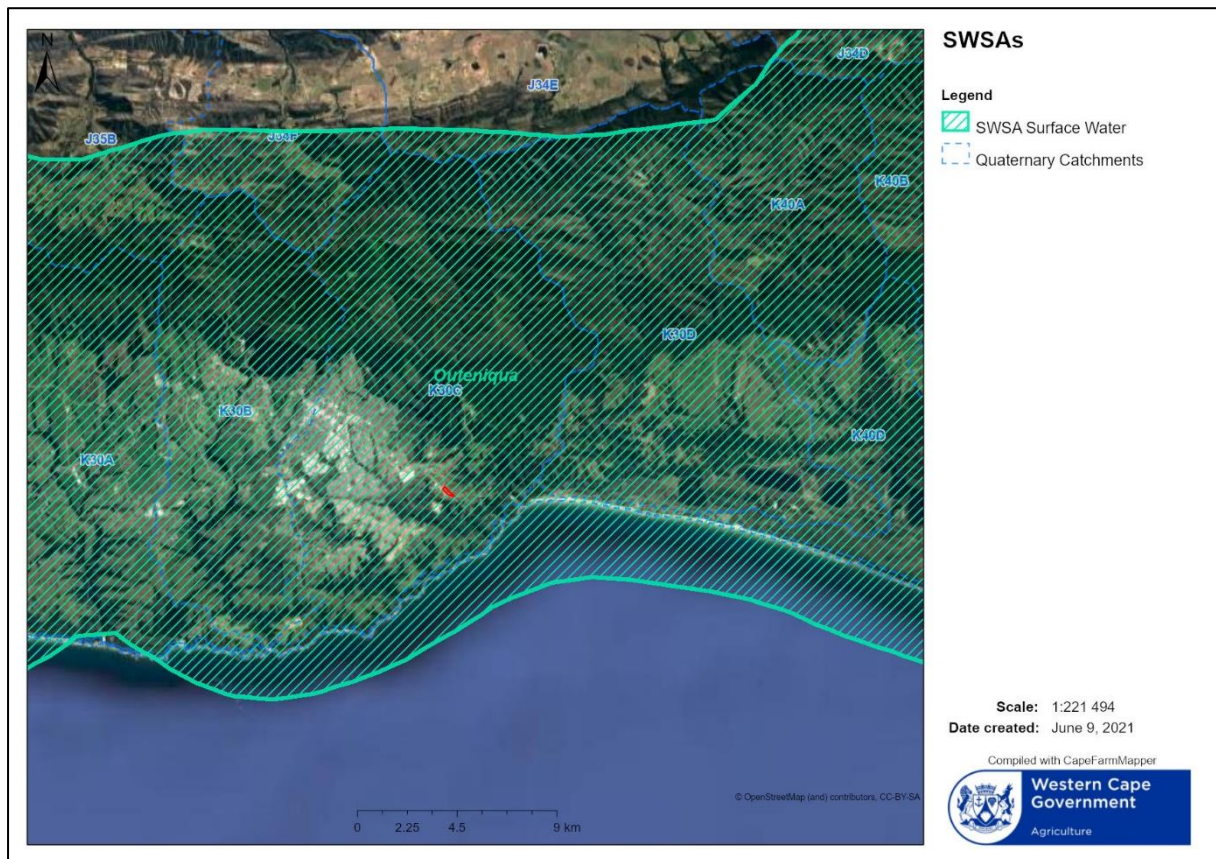 N
J34D
J34E
J35B
J34F
K40B
K40A
K30D
Outeniqua
K30C
K30B
K40D
K30A
© OpenStreetMap (and) contributors, CC-BY-SA
0 2.25 4.5 9 km
SWSAs
Legend
SWSA Surface Water
Quaternary Catchments
Scale: 1:221 494
Date created: June 9, 2021
Compiled with CapeFarmMapper
Western Cape
Government
Agriculture